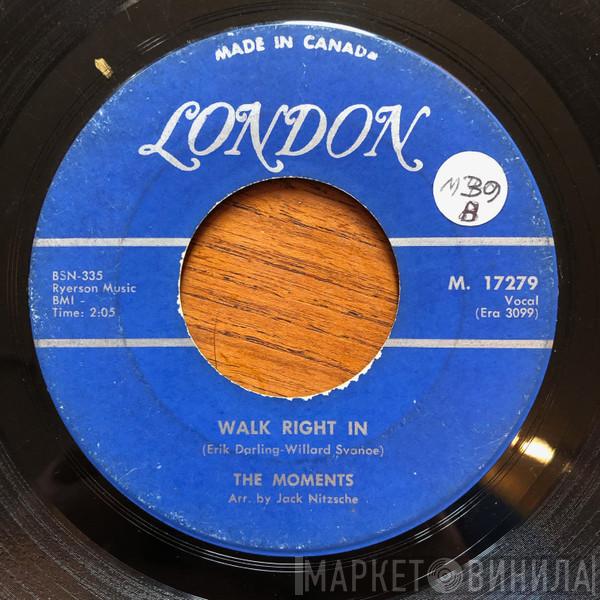 MADE IN CANADA
LONDON
MB09
B
BSN-335
Ryerson Music
BMI -
Time: 2:05
M. 17279
Vocal
(Era 3099)
WALK RIGHT IN
(Erik Darling-Willard Svanoe)
THE MOMENTS
Arr. by Jack Nitzsche
МАРКЕТ ВИНИЛА